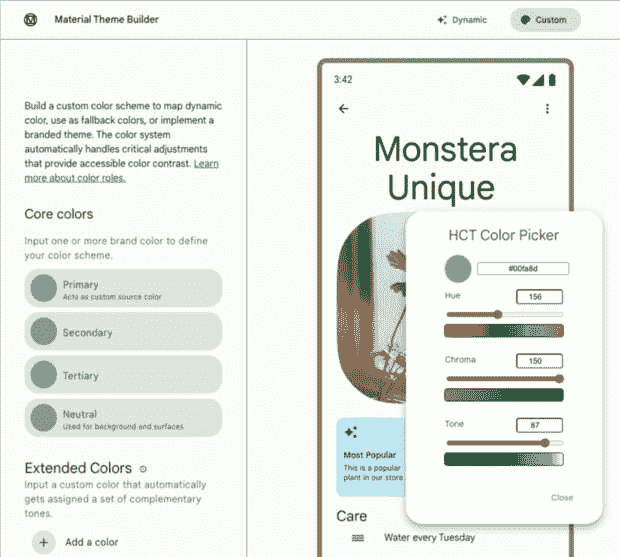 Material Theme Builder
Dynamic
Custom
Build a custom color scheme to map dynamic
color, use as fallback colors, or implement a
branded theme. The color system
automatically handles critical adjustments
that provide accessible color contrast. Learn
more about color roles.
Core colors
Input one or more brand color to define
your color scheme.
Primary
Acts as custom source color
Secondary
Tertiary
Neutral
Used for background and surfaces
Extended Colors
Input a custom color that automatically
gets assigned a set of complementary
tones.
+ Add a color
3:42
Monstera
Unique
Most Popular
This is a popular
plant in our store
Care
Water every Tuesday
HCT Color Picker
#00fa8d
Hue 156
Chroma 150
Tone 87
Close